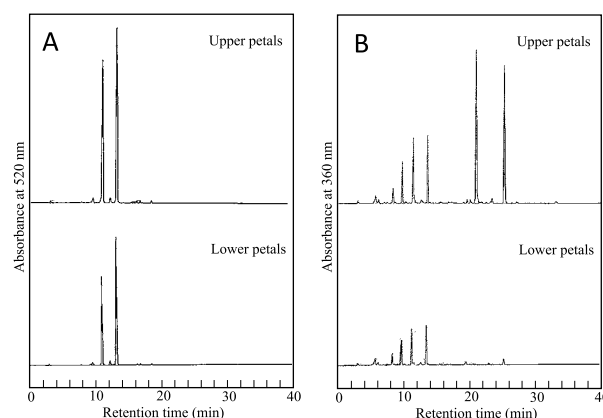 A
Upper petals
Lower petals
Absorbance at 520 nm
0
10
20
30
40
Retention time (min)
B
Upper petals
Lower petals
Absorbance at 360 nm
0
10
20
30
40
Retention time (min)